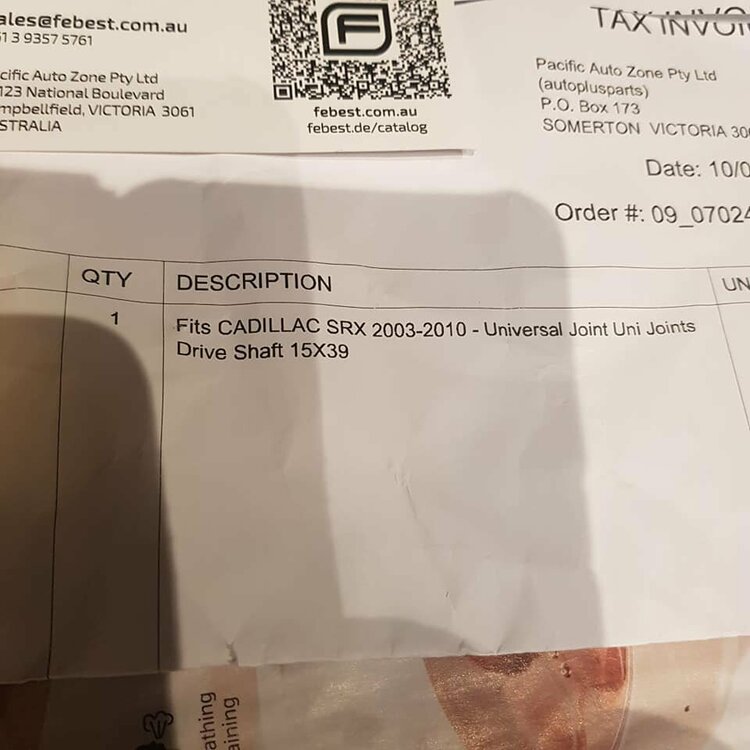 ales@febest.com.au
1 3 9357 5761
cific Auto Zone Pty Ltd
123 National Boulevard
mpbellfield, VICTORIA 3061
STRALIA
F
febest.com.au
febest.de/catalog
TAX INVOI
Pacific Auto Zone Pty Ltd
(autoplusparts)
P.O. Box 173
SOMERTON VICTORIA 30
Date: 10/0
Order #: 09_07024
QTY DESCRIPTION UN
1 Fits CADILLAC SRX 2003-2010 - Universal Joint Uni Joints
Drive Shaft 15X39
athing
aining